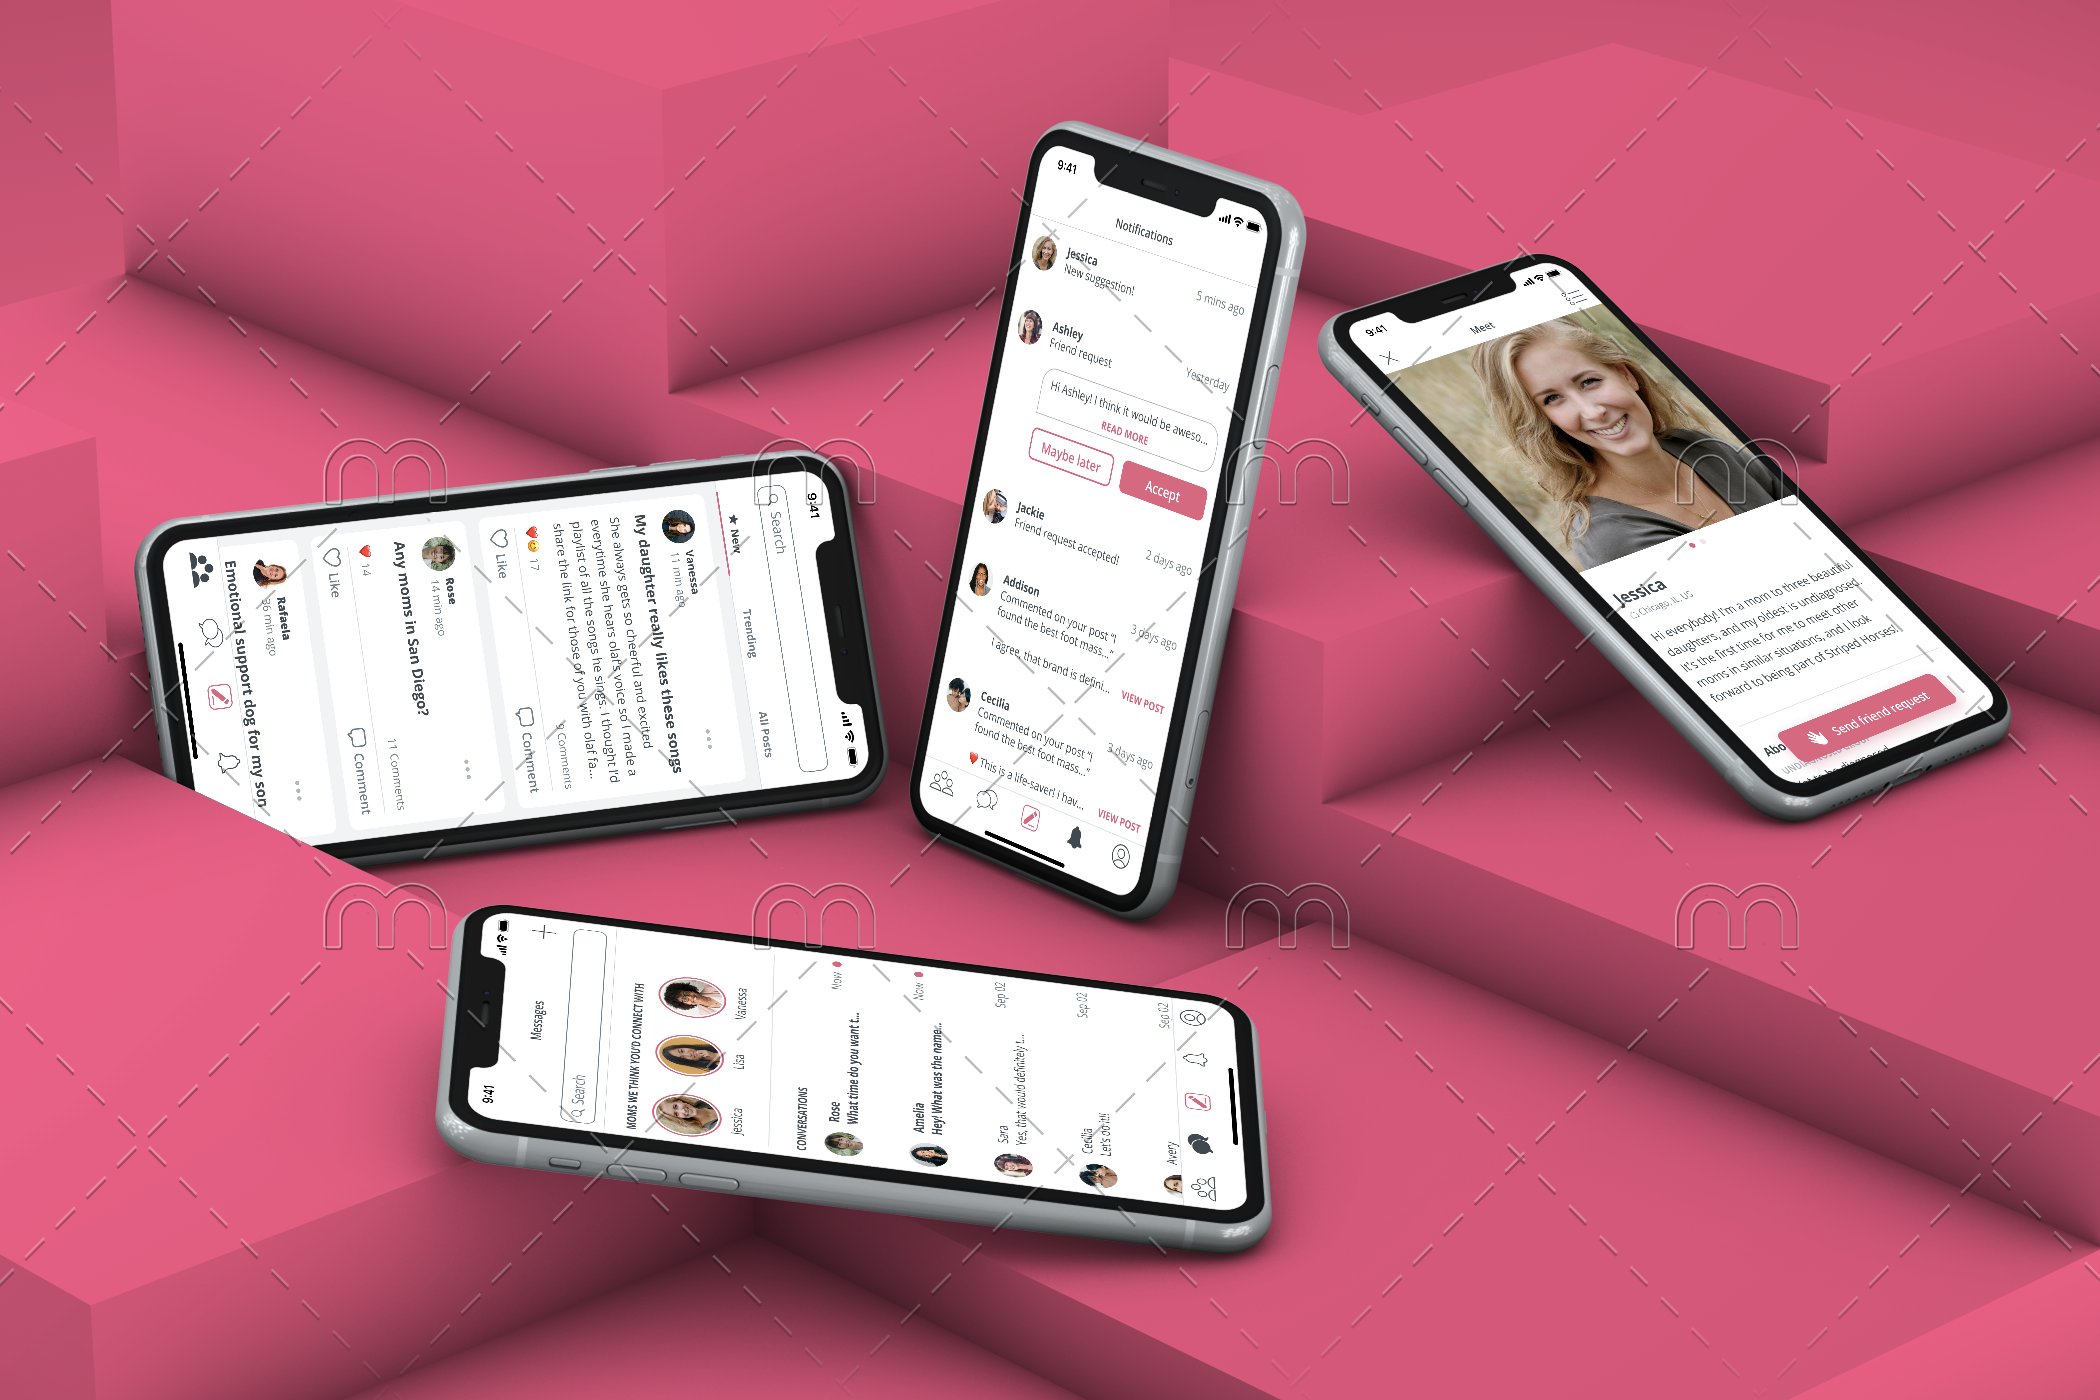 9:41
Search
New
Trending
All Posts
Vanessa
11 min ago
My daughter really likes these songs
She always gets so cheerful and excited
everytime she hears olaf's voice so I made a
playlist of all the songs he sings. I thought I'd
share the link for those of you with olaf fa...
17
9 Comments
Like
Comment
Rose
14 min ago
Any moms in San Diego?
14
11 Comments
Like
Comment
Rafaela
36 min ago
Emotional support dog for my son
9:41
Notifications
Jessica
New suggestion!
5 mins ago
Ashley
Friend request
Yesterday
Hi Ashley! I think it would be aweso...
READ MORE
Maybe later
Accept
Jackie
Friend request accepted!
2 days ago
Addison
Commented on your post "I
found the best foot mass..."
3 days ago
I agree, that brand is defini...
VIEW POST
Cecilia
Commented on your post "I
found the best foot mass..."
3 days ago
This is a life-saver! I hav...
VIEW POST
9:41
Meet
Jessica
Chicago, IL, US
Hi everybody! I'm a mom to three beautiful
daughters, and my oldest is undiagnosed.
It's the first time for me to meet other
moms in similar situations, and I look
forward to being part of Striped Horses!
Abo
Send friend request
9:41
Messages
Search
MOMS WE THINK YOU'D CONNECT WITH
Jessica
Lisa
Vanessa
CONVERSATIONS
Rose
What time do you want t...
Now
Amelia
Hey! What was the name...
Now
Sara
Yes, that would definitely t...
Sep 02
Cecilia
Let's do it!!
Sep 02
Avery
Sep 02
m
m
m
m
m
m
m
m